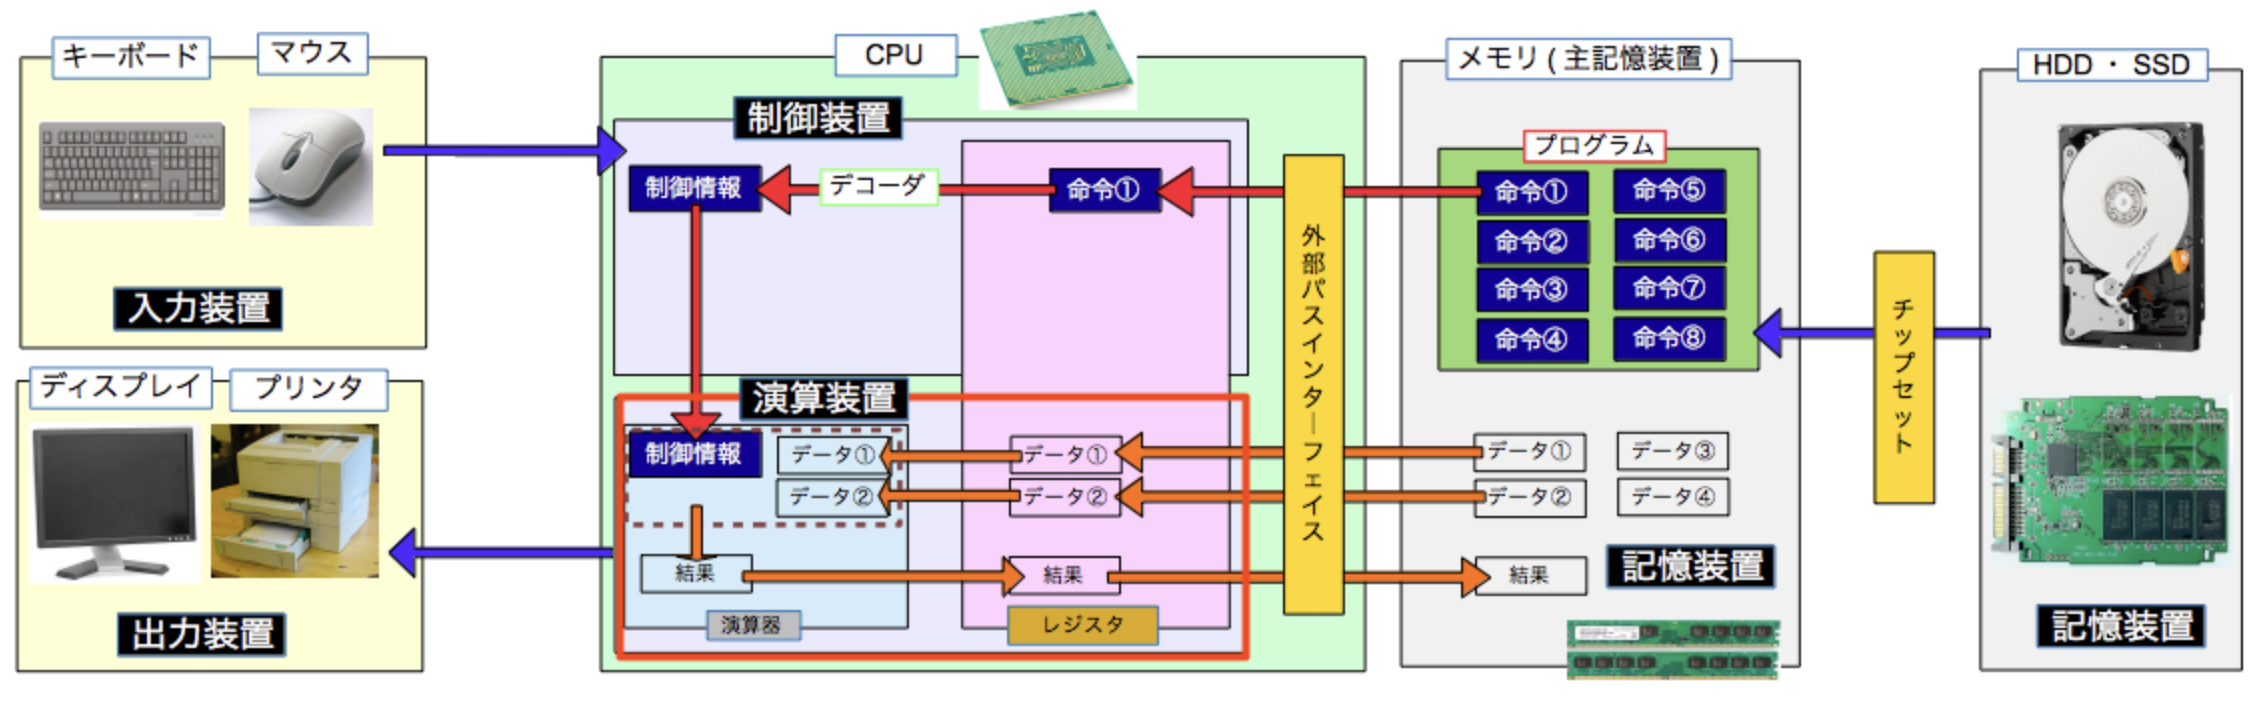 キーボード
マウス
入力装置
ディスプレイ
プリンタ
出力装置
CPU
制御装置
制御情報
デコーダ
命令①
演算装置
制御情報
データ①
データ②
結果
演算器
データ①
データ②
結果
レジスタ
外部バスインターフェイス
メモリ(主記憶装置)
プログラム
命令①
命令⑤
命令②
命令⑥
命令③
命令⑦
命令④
命令⑧
データ①
データ③
データ②
データ④
結果
記憶装置
チップセット
HDD・SSD
記憶装置